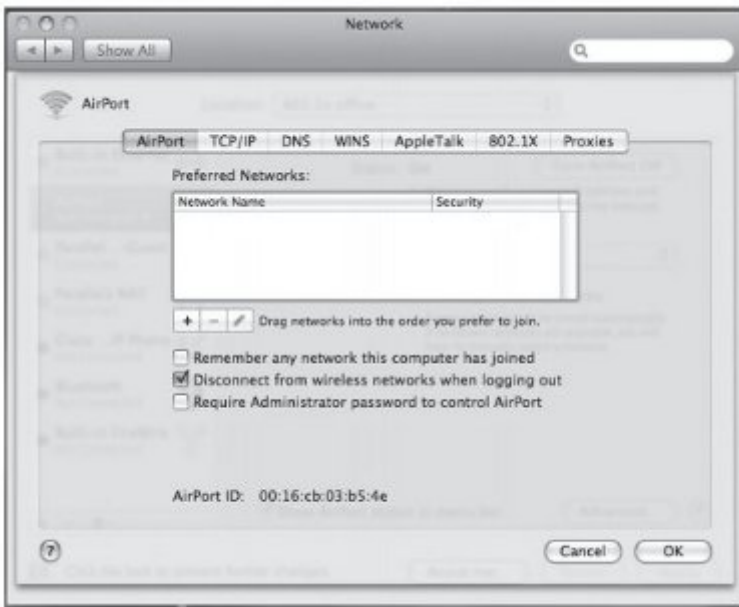 Network
Show All
AirPort
AirPort TCP/IP DNS WINS AppleTalk 802.1X Proxies
Preferred Networks:
Network Name Security
+ - Drag networks into the order you prefer to join.
Remember any network this computer has joined
Disconnect from wireless networks when logging out
Require Administrator password to control AirPort
AirPort ID: 00:16:cb:03:b5:4e
? Cancel OK